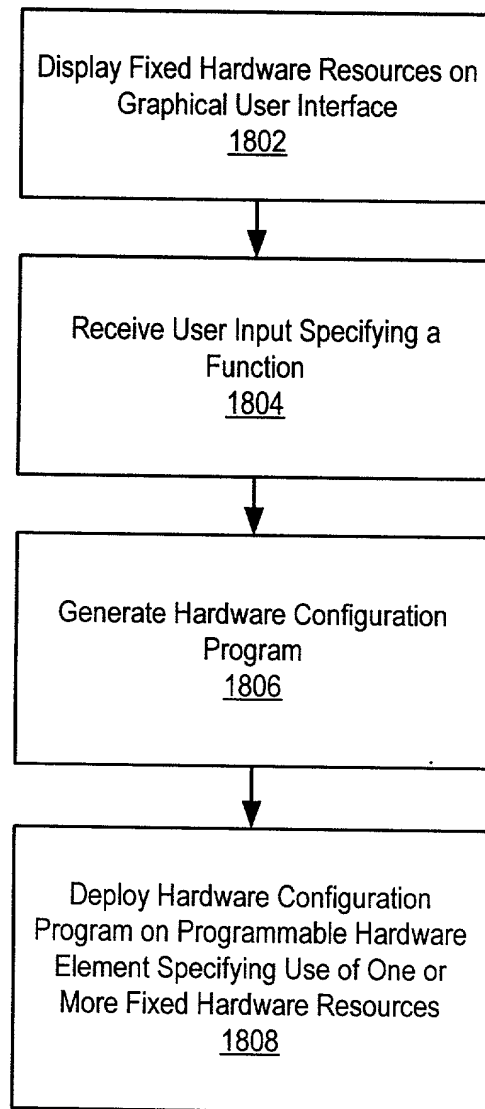 Display Fixed Hardware Resources on
Graphical User Interface
1802
Receive User Input Specifying a
Function
1804
Generate Hardware Configuration
Program
1806
Deploy Hardware Configuration
Program on Programmable Hardware
Element Specifying Use of One or
More Fixed Hardware Resources
1808